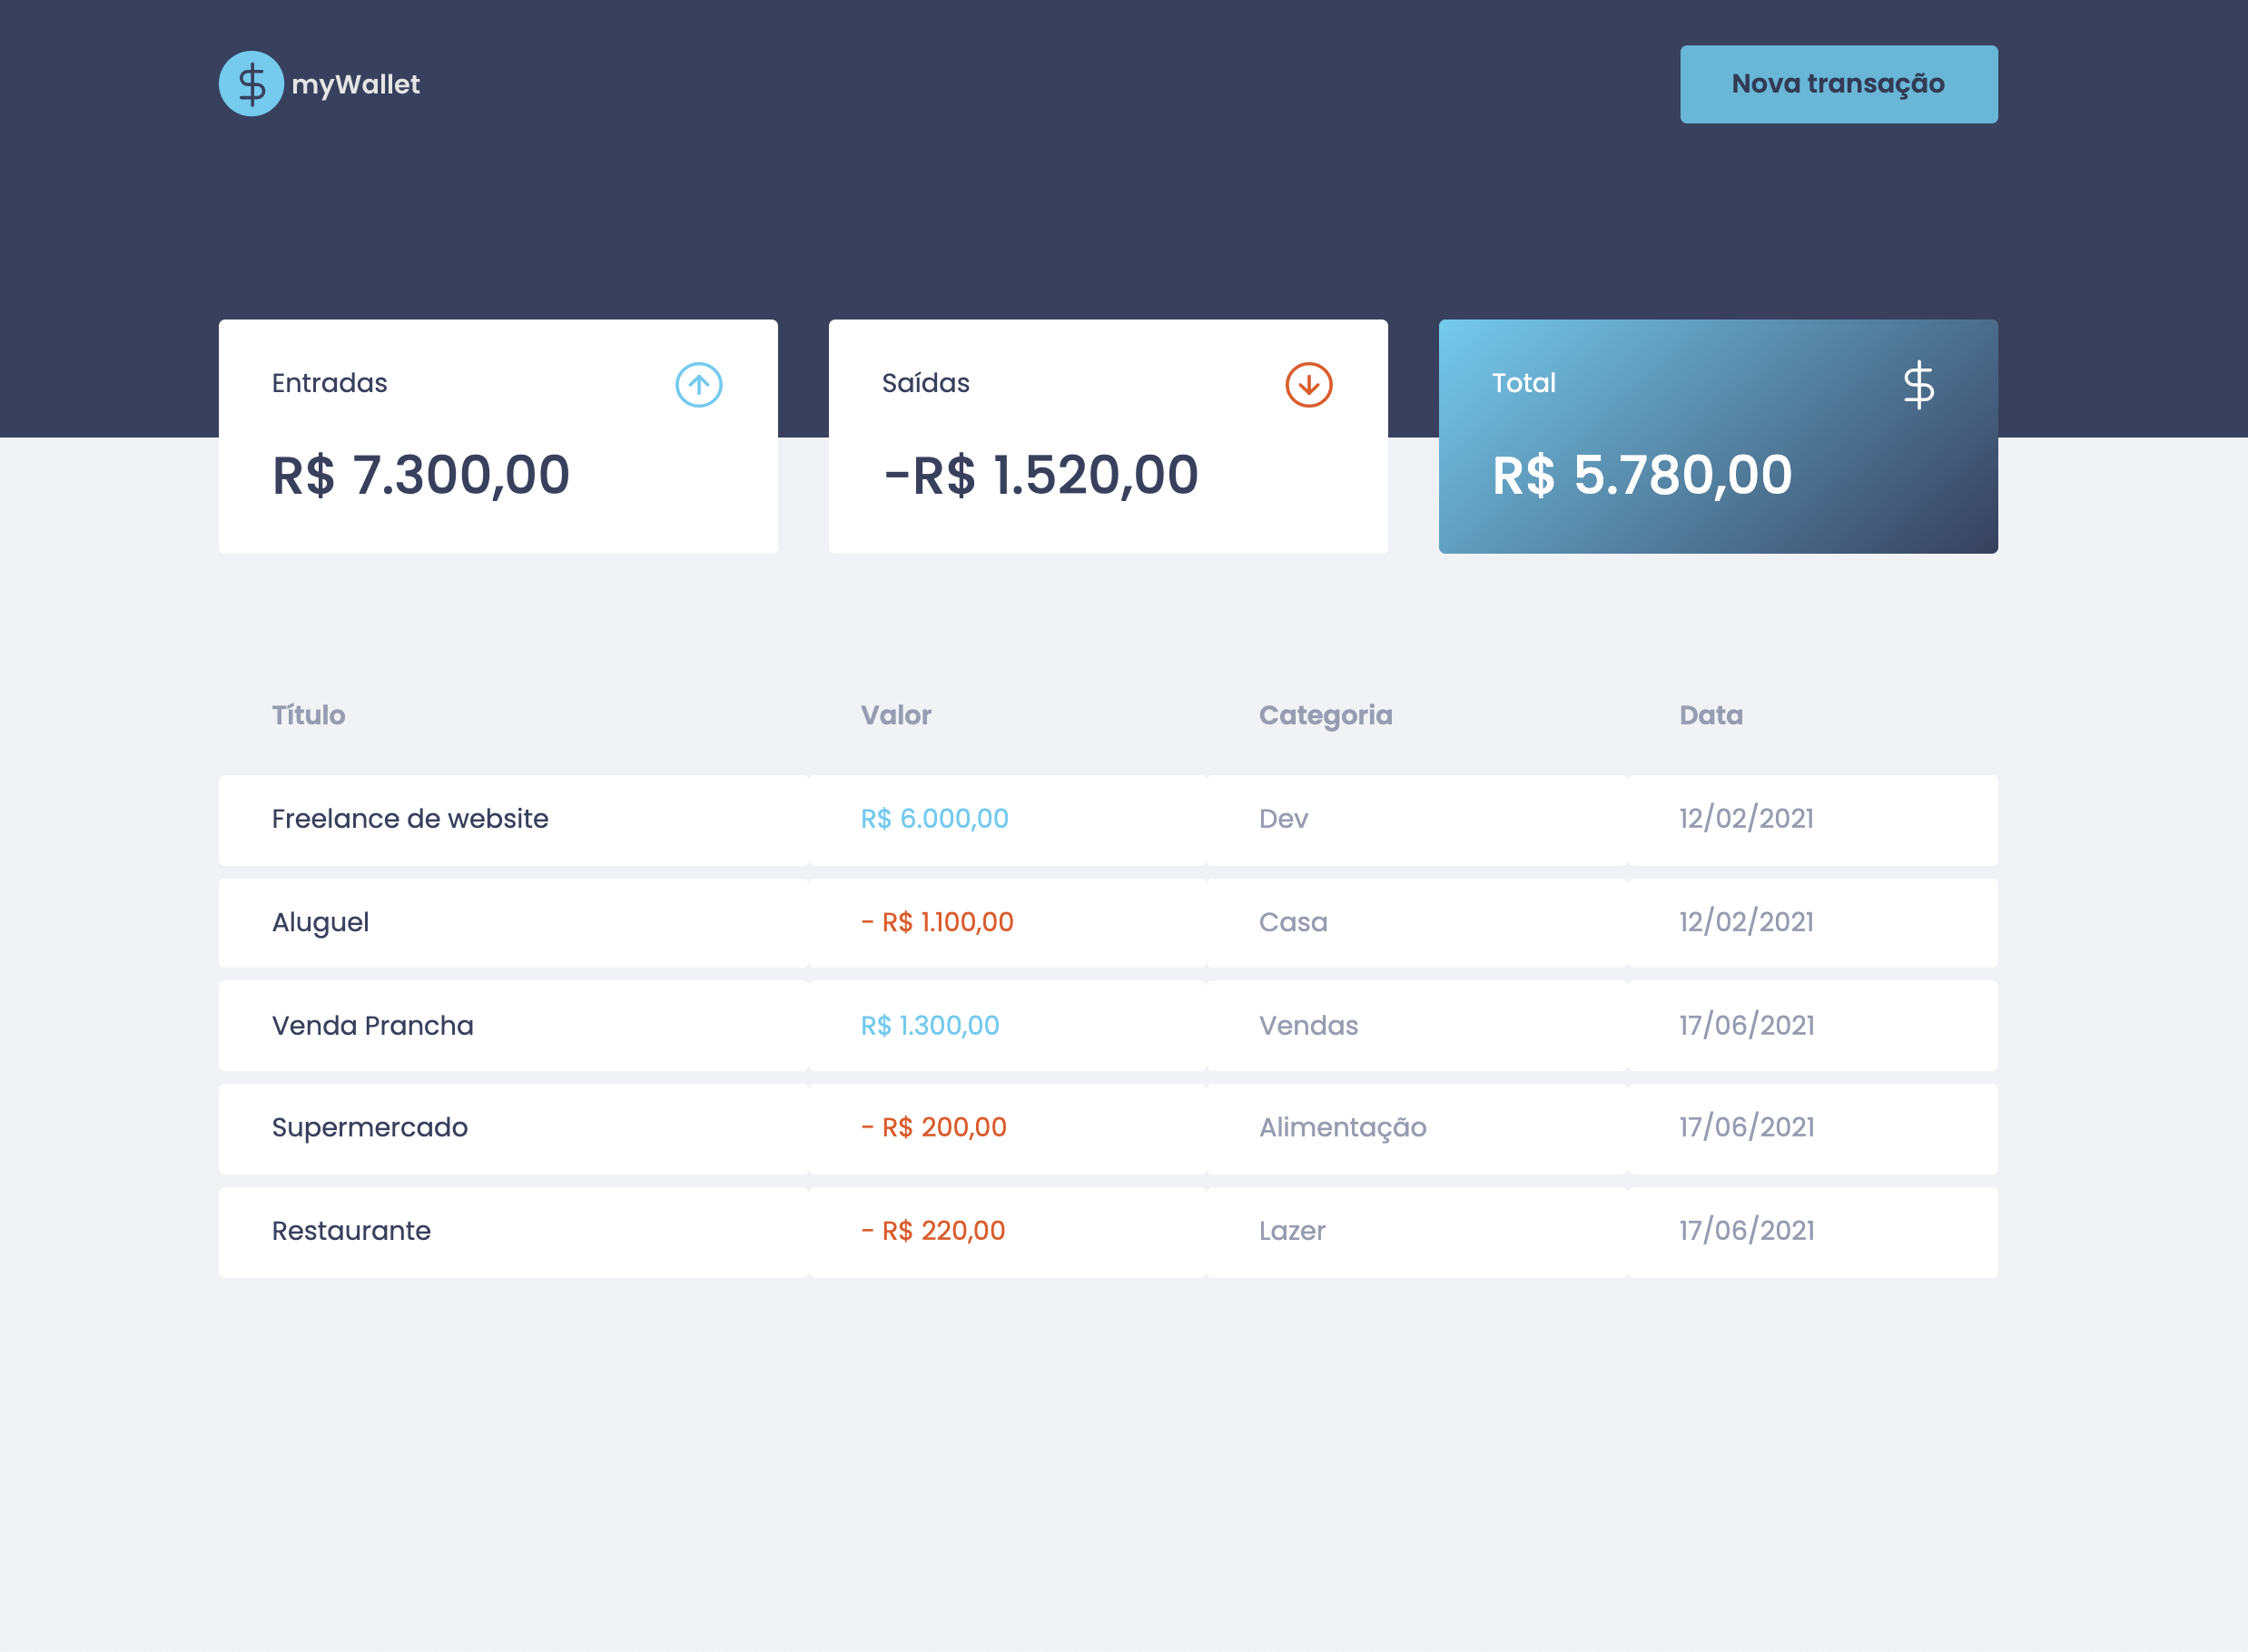 $ myWallet
Nova transação
Entradas
R$ 7.300,00
Saídas
-R$ 1.520,00
Total $
R$ 5.780,00
Título Valor Categoria Data
Freelance de website R$ 6.000,00 Dev 12/02/2021
Aluguel - R$ 1.100,00 Casa 12/02/2021
Venda Prancha R$ 1.300,00 Vendas 17/06/2021
Supermercado - R$ 200,00 Alimentação 17/06/2021
Restaurante - R$ 220,00 Lazer 17/06/2021